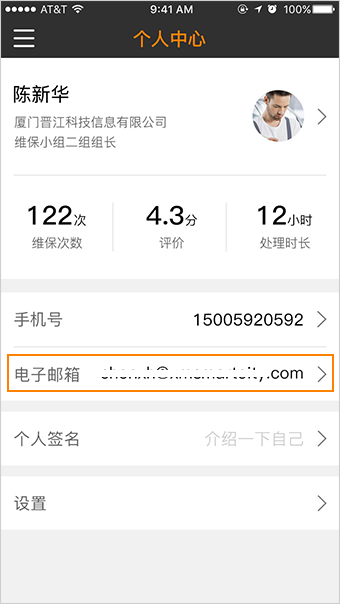 AT&T 9:41 AM 100%
个人中心
陈新华
厦门晋江科技信息有限公司
维保小组二组组长
122次 4.3分 12小时
维保次数 评价 处理时长
手机号 15005920592
电子邮箱 .com
个人签名 介绍一下自己
设置